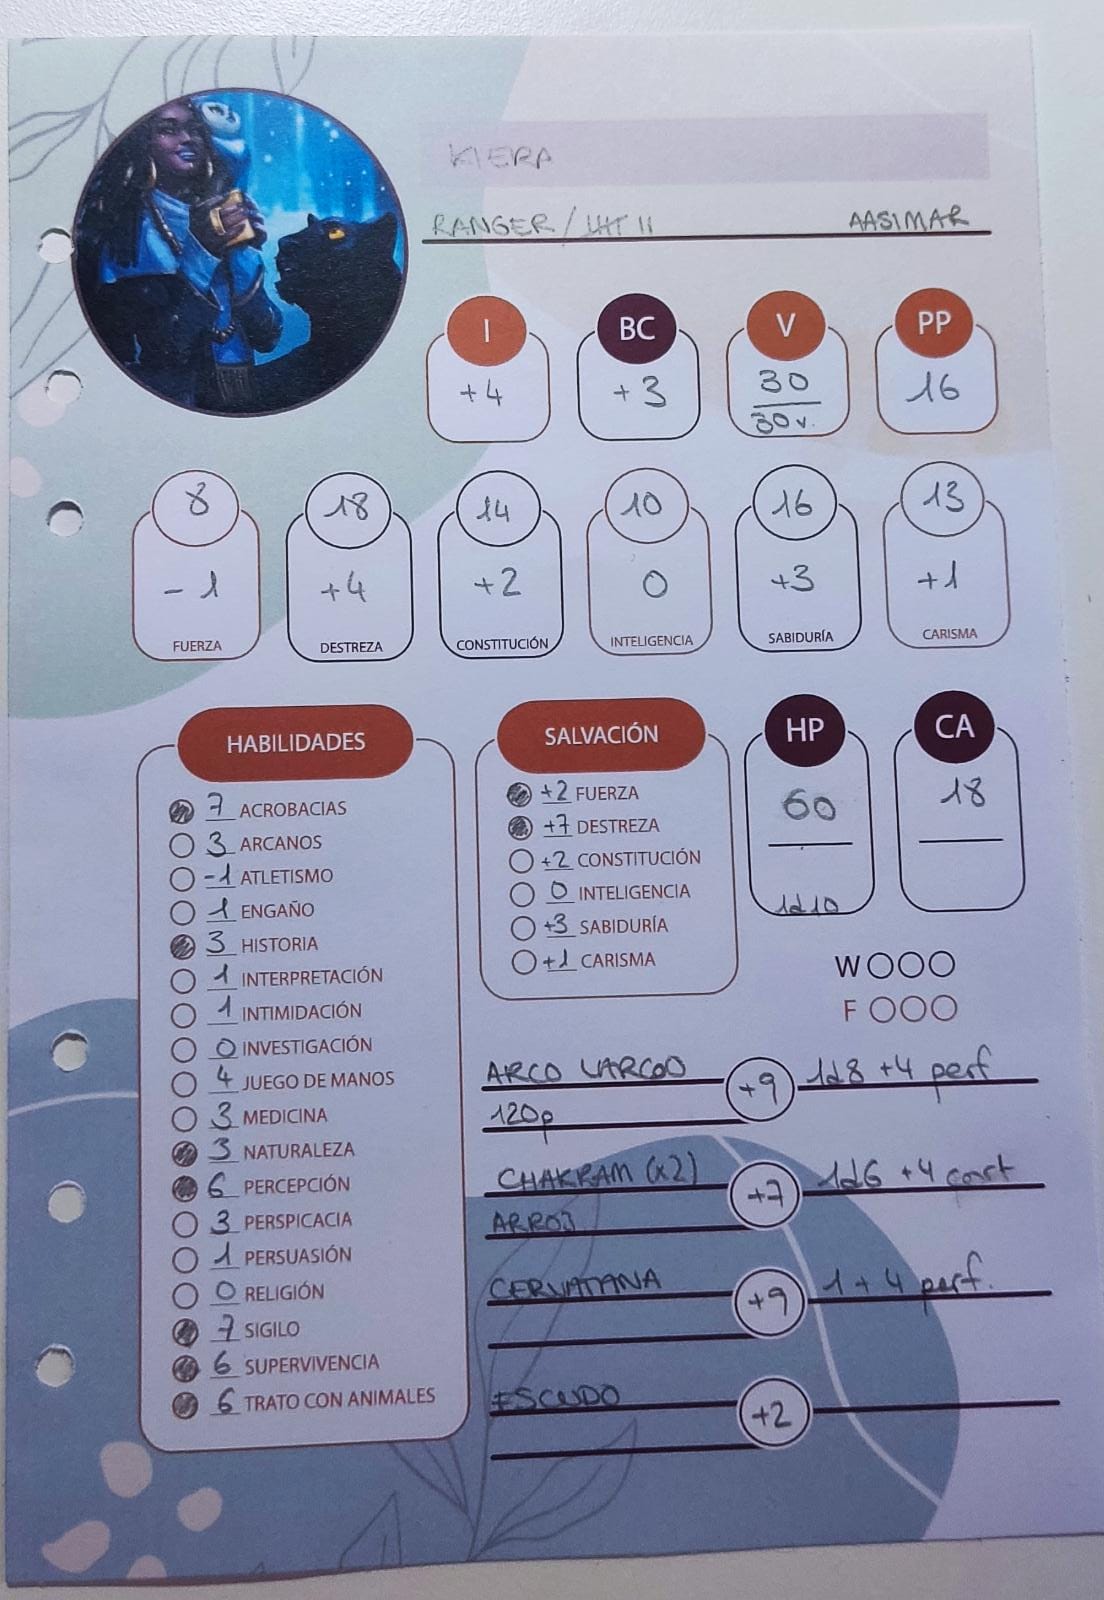 KIERA
RANGER / IIII II AASIMAR
I BC V PP
+4 +3 30 16
30 v.
8 18 14 10 16 13
-1 +4 +2 0 +3 +1
FUERZA DESTREZA CONSTITUCIÓN INTELIGENCIA SABIDURÍA CARISMA
HABILIDADES
7 ACROBACIAS
3 ARCANOS
-1 ATLETISMO
1 ENGAÑO
3 HISTORIA
1 INTERPRETACIÓN
1 INTIMIDACIÓN
0 INVESTIGACIÓN
4 JUEGO DE MANOS
3 MEDICINA
3 NATURALEZA
6 PERCEPCIÓN
3 PERSPICACIA
1 PERSUASIÓN
0 RELIGIÓN
7 SIGILO
6 SUPERVIVENCIA
6 TRATO CON ANIMALES
SALVACIÓN
+2 FUERZA
+7 DESTREZA
+2 CONSTITUCIÓN
0 INTELIGENCIA
+3 SABIDURÍA
+1 CARISMA
HP CA
60 18
1d10
W
F
ARCO LARGO +9 1d8 +4 perf
120p
CHAKRAM (x2) +7 1d6 +4 cort
ARROJ
CERVATANA +9 1 + 4 perf.
ESCUDO +2